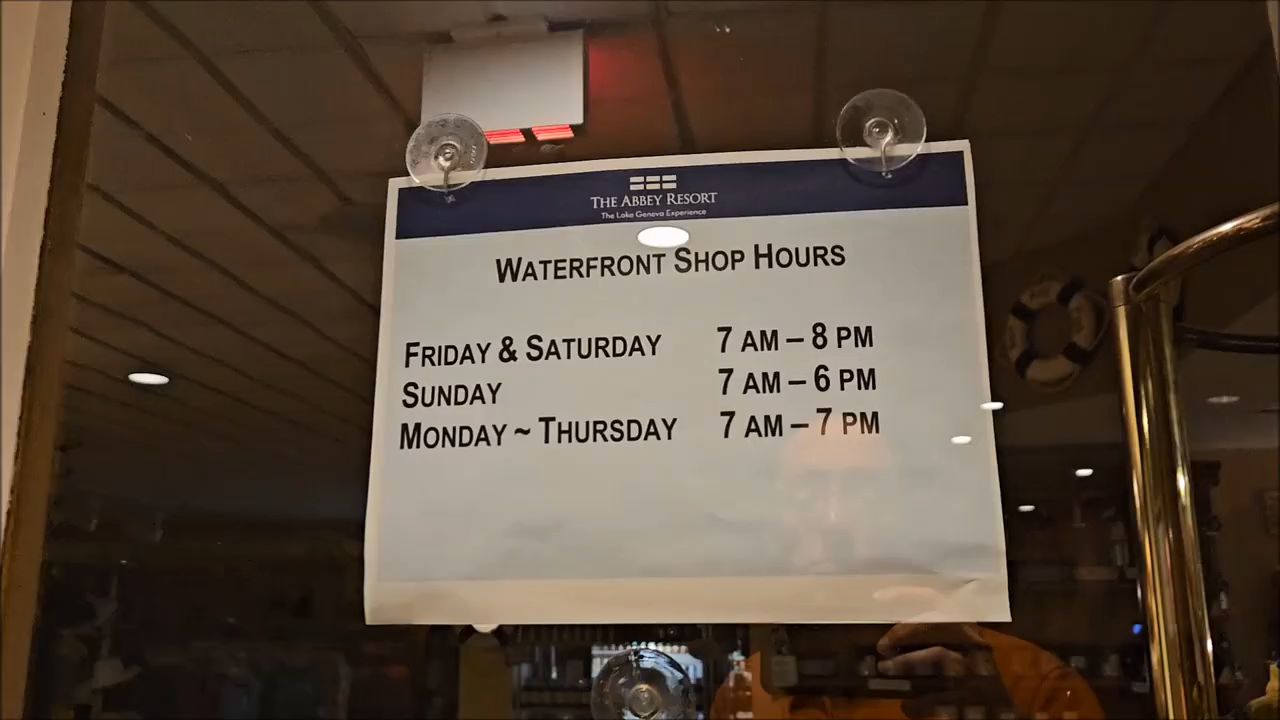 THE ABBEY RESORT
The Lake Geneva Experience
WATERFRONT SHOP HOURS
FRIDAY & SATURDAY 7 AM – 8 PM
SUNDAY 7 AM – 6 PM
MONDAY ~ THURSDAY 7 AM – 7 PM